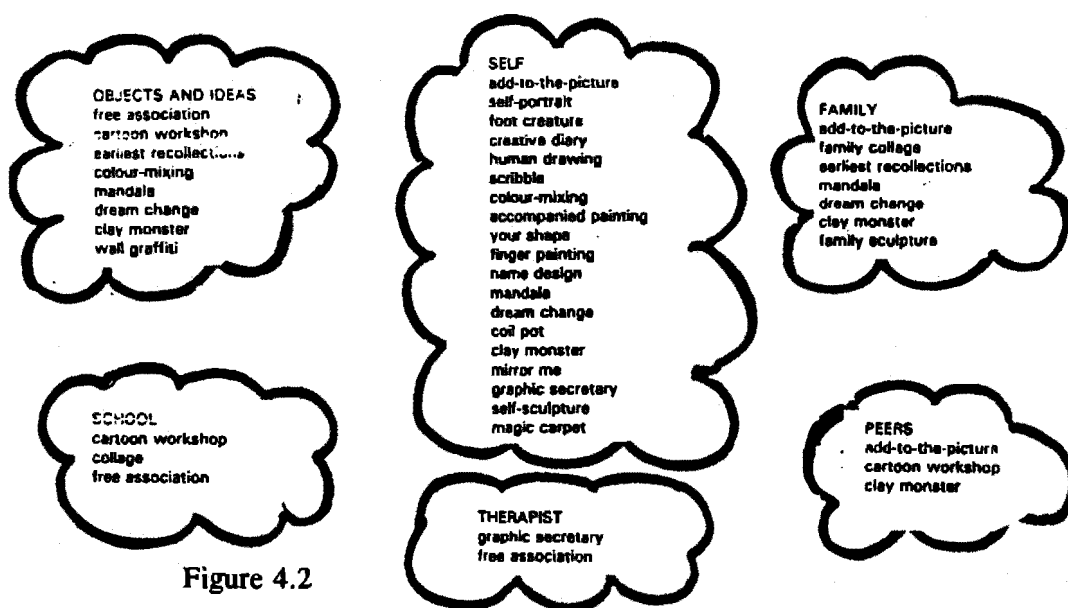 OBJECTS AND IDEAS
free association
cartoon workshop
earliest recollections
colour-mixing
mandala
dream change
clay monster
wall graffiti
SELF
add-to-the-picture
self-portrait
foot creature
creative diary
human drawing
scribble
colour-mixing
accompanied painting
your shape
finger painting
name design
mandala
dream change
coil pot
clay monster
mirror me
graphic secretary
self-sculpture
magic carpet
FAMILY
add-to-the-picture
family collage
earliest recollections
mandala
dream change
clay monster
family sculpture
SCHOOL
cartoon workshop
collage
free association
THERAPIST
graphic secretary
free association
PEERS
add-to-the-picture
cartoon workshop
clay monster
Figure 4.2